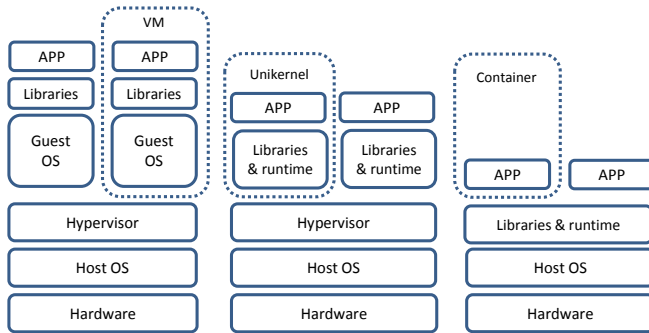 VM
APP
APP
Libraries
Libraries
Guest
OS
Guest
OS
Hypervisor
Host OS
Hardware
Unikernel
APP
APP
Libraries
& runtime
Libraries
& runtime
Hypervisor
Host OS
Hardware
Container
APP
APP
Libraries & runtime
Host OS
Hardware